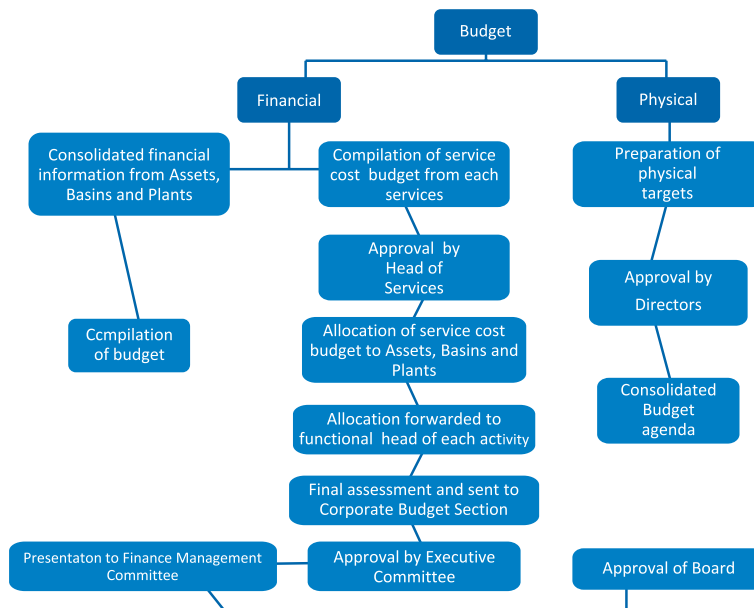 Budget
Financial
Physical
Consolidated financial
information from Assets,
Basins and Plants
Compilation of service
cost budget from each
services
Preparation of
physical
targets
Approval by
Head of
Services
Approval by
Directors
Ccmpilation
of budget
Allocation of service cost
budget to Assets, Basins and
Plants
Consolidated
Budget
agenda
Allocation forwarded to
functional head of each activity
Final assessment and sent to
Corporate Budget Section
Presentaton to Finance Management
Committee
Approval by Executive
Committee
Approval of Board